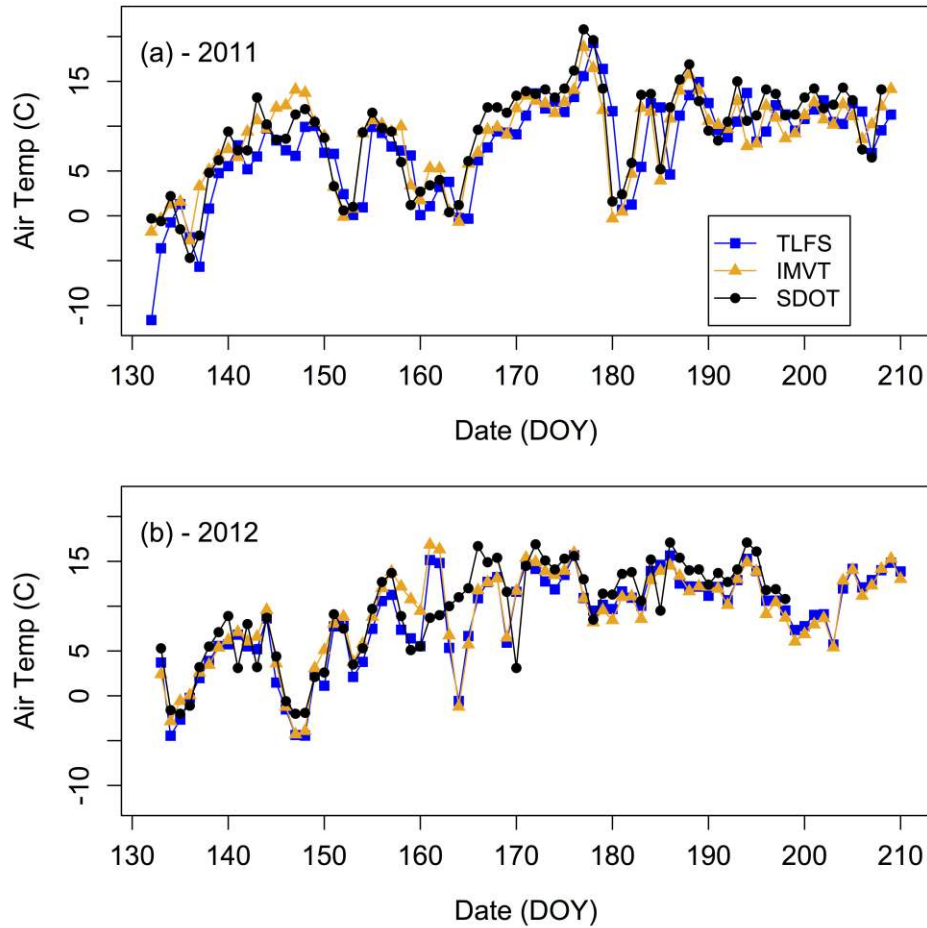 (a) - 2011
Air Temp (C)
15
5
0
-10
TLFS
IMVT
SDOT
130 140 150 160 170 180 190 200 210
Date (DOY)
(b) - 2012
Air Temp (C)
15
5
0
-10
130 140 150 160 170 180 190 200 210
Date (DOY)